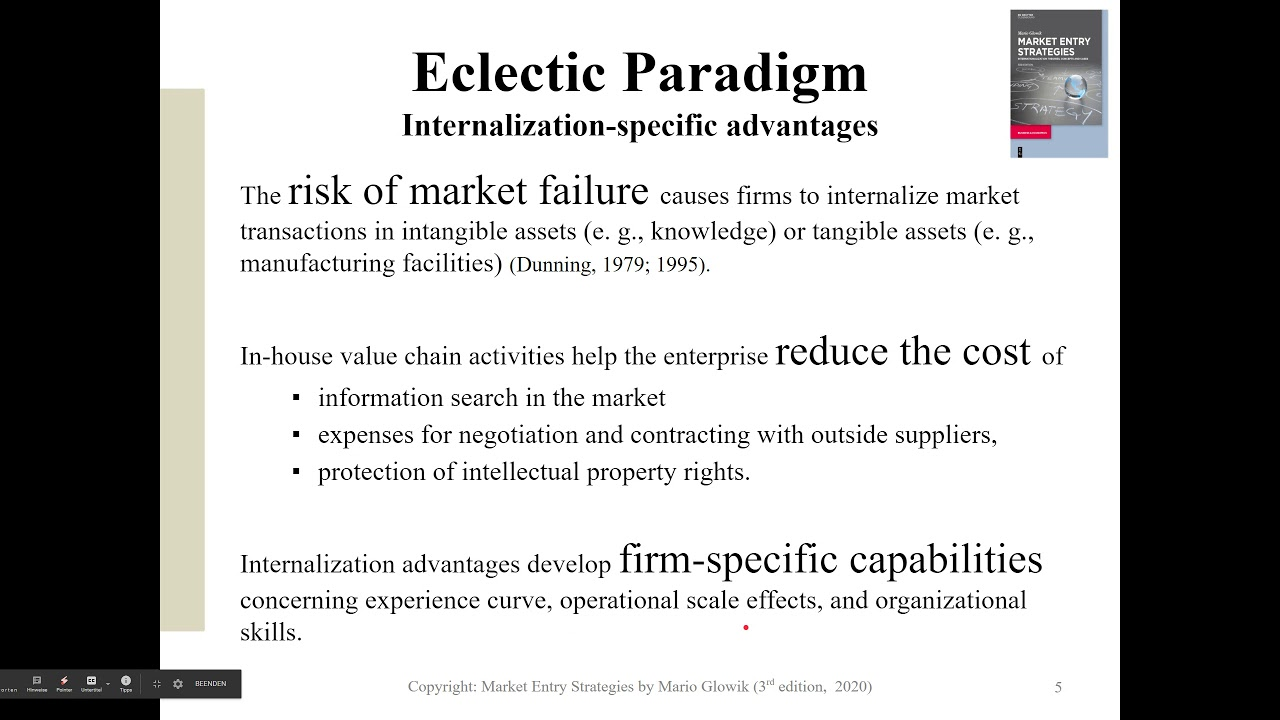 Eclectic Paradigm
Internalization-specific advantages
Mario Glowik
MARKET ENTRY
STRATEGIES
STRATEGY
The risk of market failure causes firms to internalize market
transactions in intangible assets (e. g., knowledge) or tangible assets (e. g.,
manufacturing facilities) (Dunning, 1979; 1995).
In-house value chain activities help the enterprise reduce the cost of
▪ information search in the market
▪ expenses for negotiation and contracting with outside suppliers,
▪ protection of intellectual property rights.
Internalization advantages develop firm-specific capabilities
concerning experience curve, operational scale effects, and organizational
skills.
orten Hinweise Pointer Untertitel Tipps BEENDEN
Copyright: Market Entry Strategies by Mario Glowik (3rd edition, 2020)
5